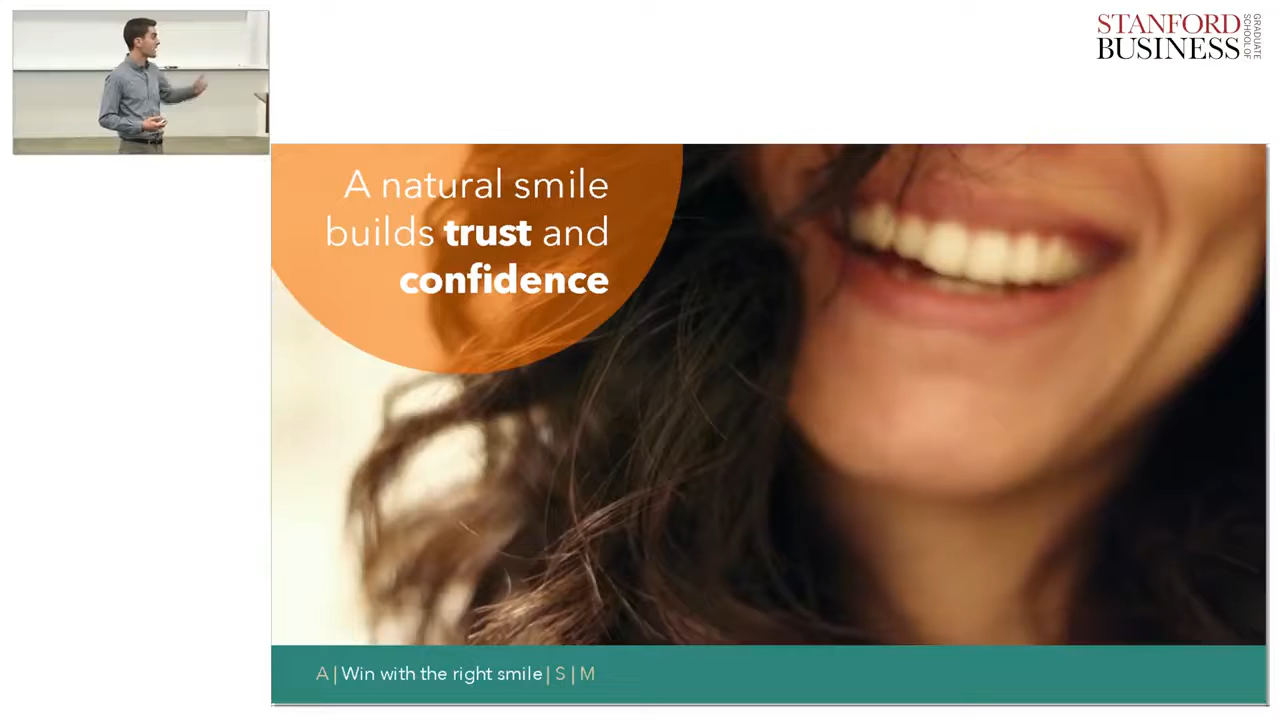 STANFORD
BUSINESS
GRADUATE
SCHOOL OF
A natural smile
builds trust and
confidence
A | Win with the right smile | S | M